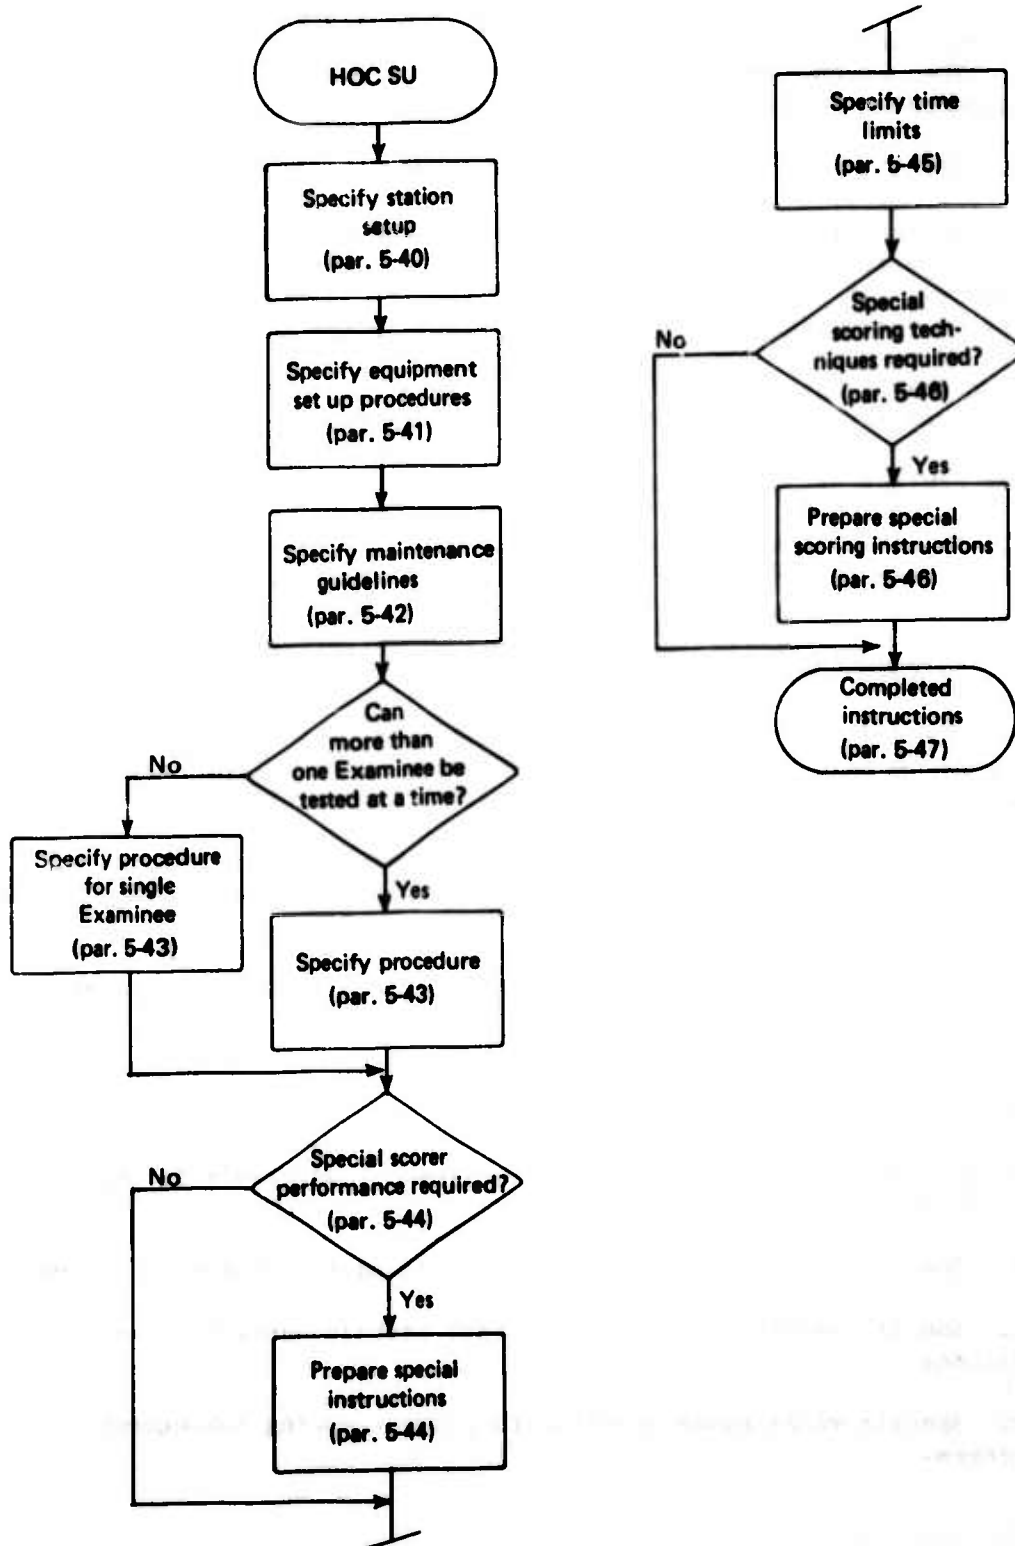 HOC SU
Specify station
setup
(par. 5-40)
Specify equipment
set up procedures
(par. 5-41)
Specify maintenance
guidelines
(par. 5-42)
Can
more than
one Examinee be
tested at a time?
No
Yes
Specify procedure
for single
Examinee
(par. 5-43)
Specify procedure
(par. 5-43)
Special scorer
performance required?
(par. 5-44)
No
Yes
Prepare special
instructions
(par. 5-44)
Specify time
limits
(par. 5-45)
Special
scoring tech-
niques required?
(par. 5-46)
No
Yes
Prepare special
scoring instructions
(par. 5-46)
Completed
instructions
(par. 5-47)